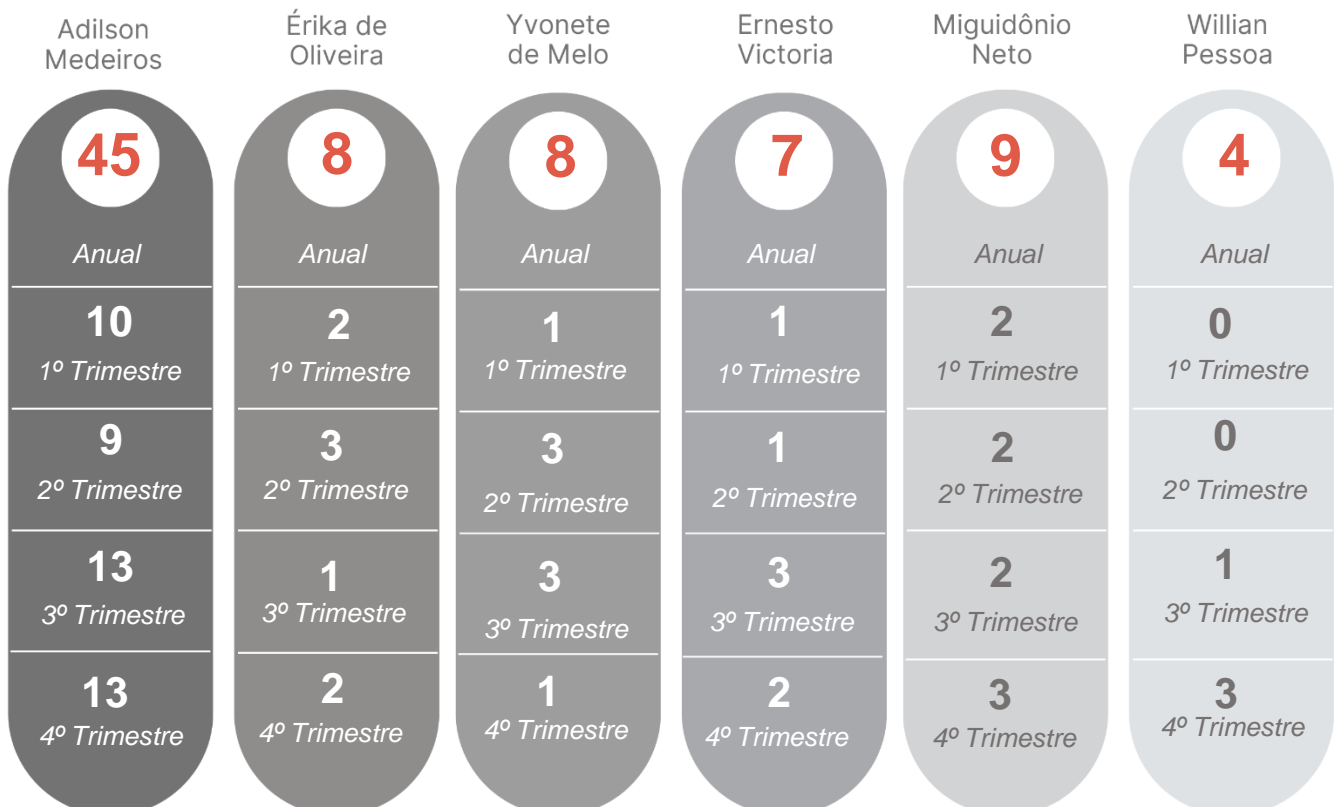 Adilson
Medeiros
45
Anual
10
1º Trimestre
9
2º Trimestre
13
3º Trimestre
13
4º Trimestre
Érika de
Oliveira
8
Anual
2
1º Trimestre
3
2º Trimestre
1
3º Trimestre
2
4º Trimestre
Yvonete
de Melo
8
Anual
1
1º Trimestre
3
2º Trimestre
3
3º Trimestre
1
4º Trimestre
Ernesto
Victoria
7
Anual
1
1º Trimestre
1
2º Trimestre
3
3º Trimestre
2
4º Trimestre
Miguidônio
Neto
9
Anual
2
1º Trimestre
2
2º Trimestre
2
3º Trimestre
3
4º Trimestre
Willian
Pessoa
4
Anual
0
1º Trimestre
0
2º Trimestre
1
3º Trimestre
3
4º Trimestre